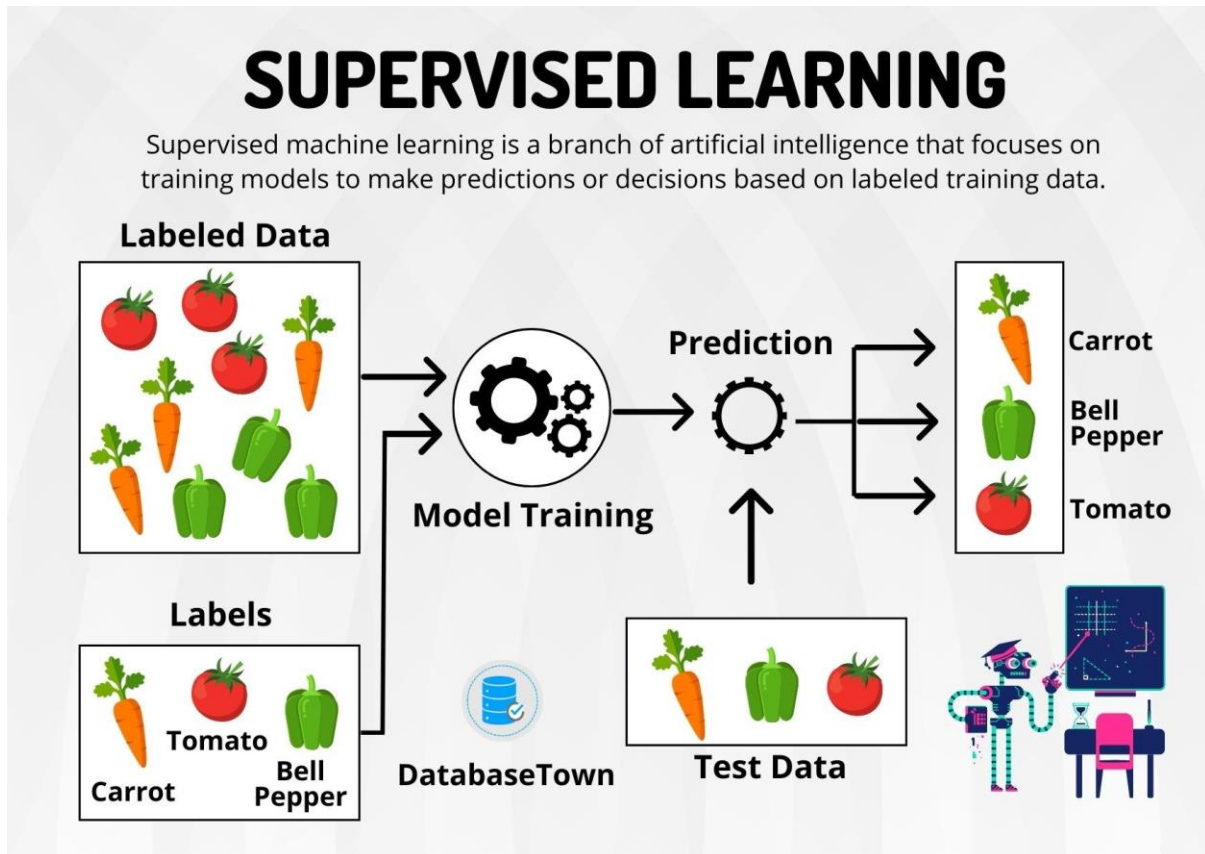 SUPERVISED LEARNING
Supervised machine learning is a branch of artificial intelligence that focuses on
training models to make predictions or decisions based on labeled training data.
Labeled Data
Prediction
Model Training
Carrot
Bell
Pepper
Tomato
Labels
Carrot
Tomato
Bell
Pepper
DatabaseTown
Test Data